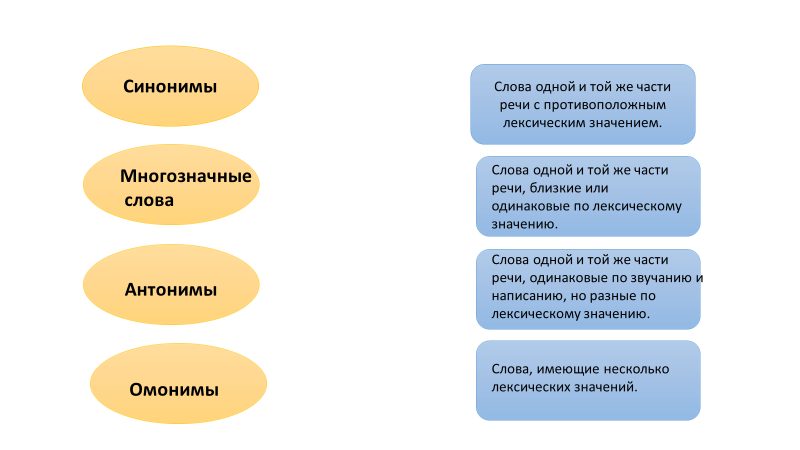 Синонимы
Многозначные
слова
Антонимы
Омонимы
Слова одной и той же части
речи с противоположным
лексическим значением.
Слова одной и той же части
речи, близкие или
одинаковые по лексическому
значению.
Слова одной и той же части
речи, одинаковые по звучанию и
написанию, но разные по
лексическому значению.
Слова, имеющие несколько
лексических значений.